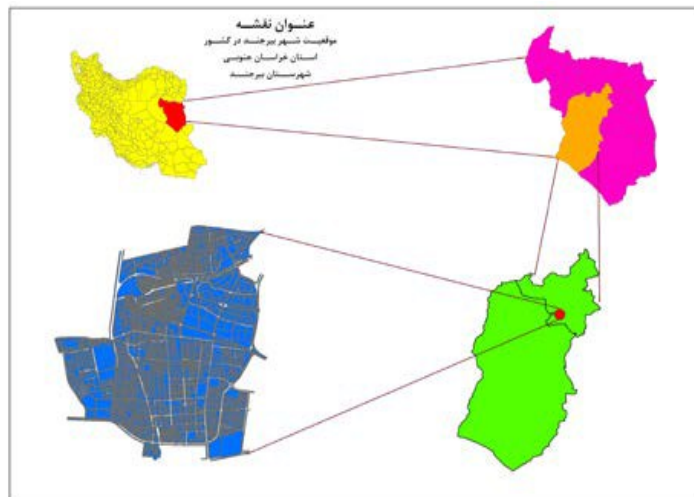 عنوان نقشه
موقعیت شهر بیرجند در کشور
استان خراسان جنوبی
شهرستان بیرجند